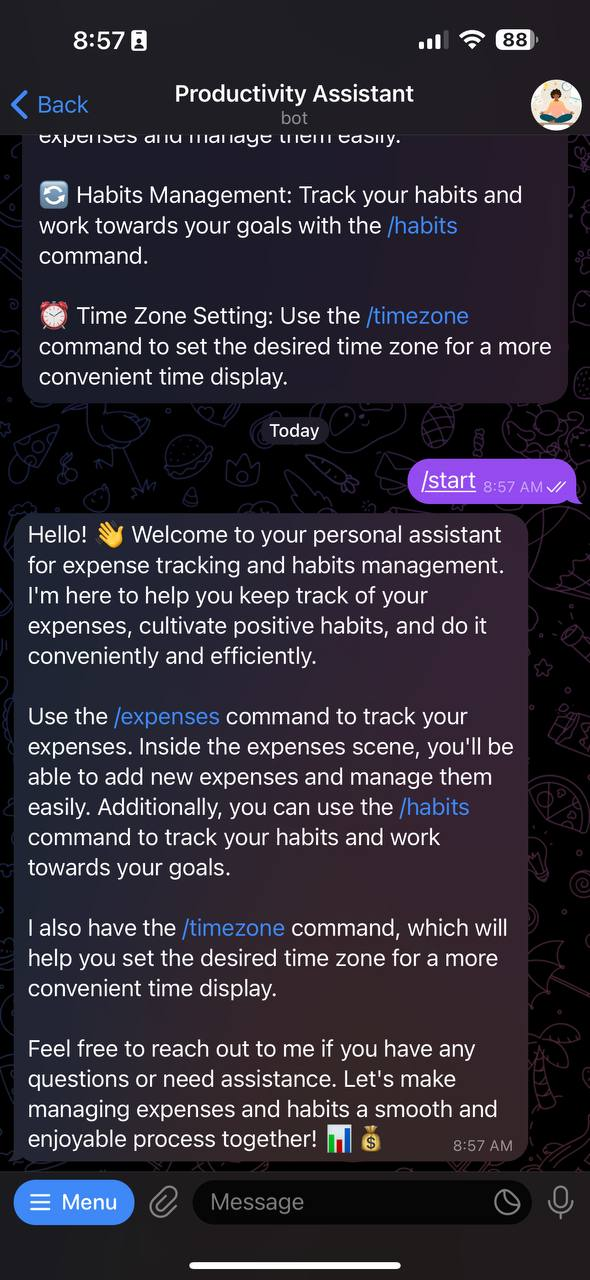 8:57
88
Back
Productivity Assistant
bot
expenses and manage them easily.
🔄 Habits Management: Track your habits and
work towards your goals with the /habits
command.
⏰ Time Zone Setting: Use the /timezone
command to set the desired time zone for a more
convenient time display.
Today
/start 8:57 AM
Hello! 👋 Welcome to your personal assistant
for expense tracking and habits management.
I'm here to help you keep track of your
expenses, cultivate positive habits, and do it
conveniently and efficiently.
Use the /expenses command to track your
expenses. Inside the expenses scene, you'll be
able to add new expenses and manage them
easily. Additionally, you can use the /habits
command to track your habits and work
towards your goals.
I also have the /timezone command, which will
help you set the desired time zone for a more
convenient time display.
Feel free to reach out to me if you have any
questions or need assistance. Let's make
managing expenses and habits a smooth and
enjoyable process together! 📊 💰 8:57 AM
Menu
Message